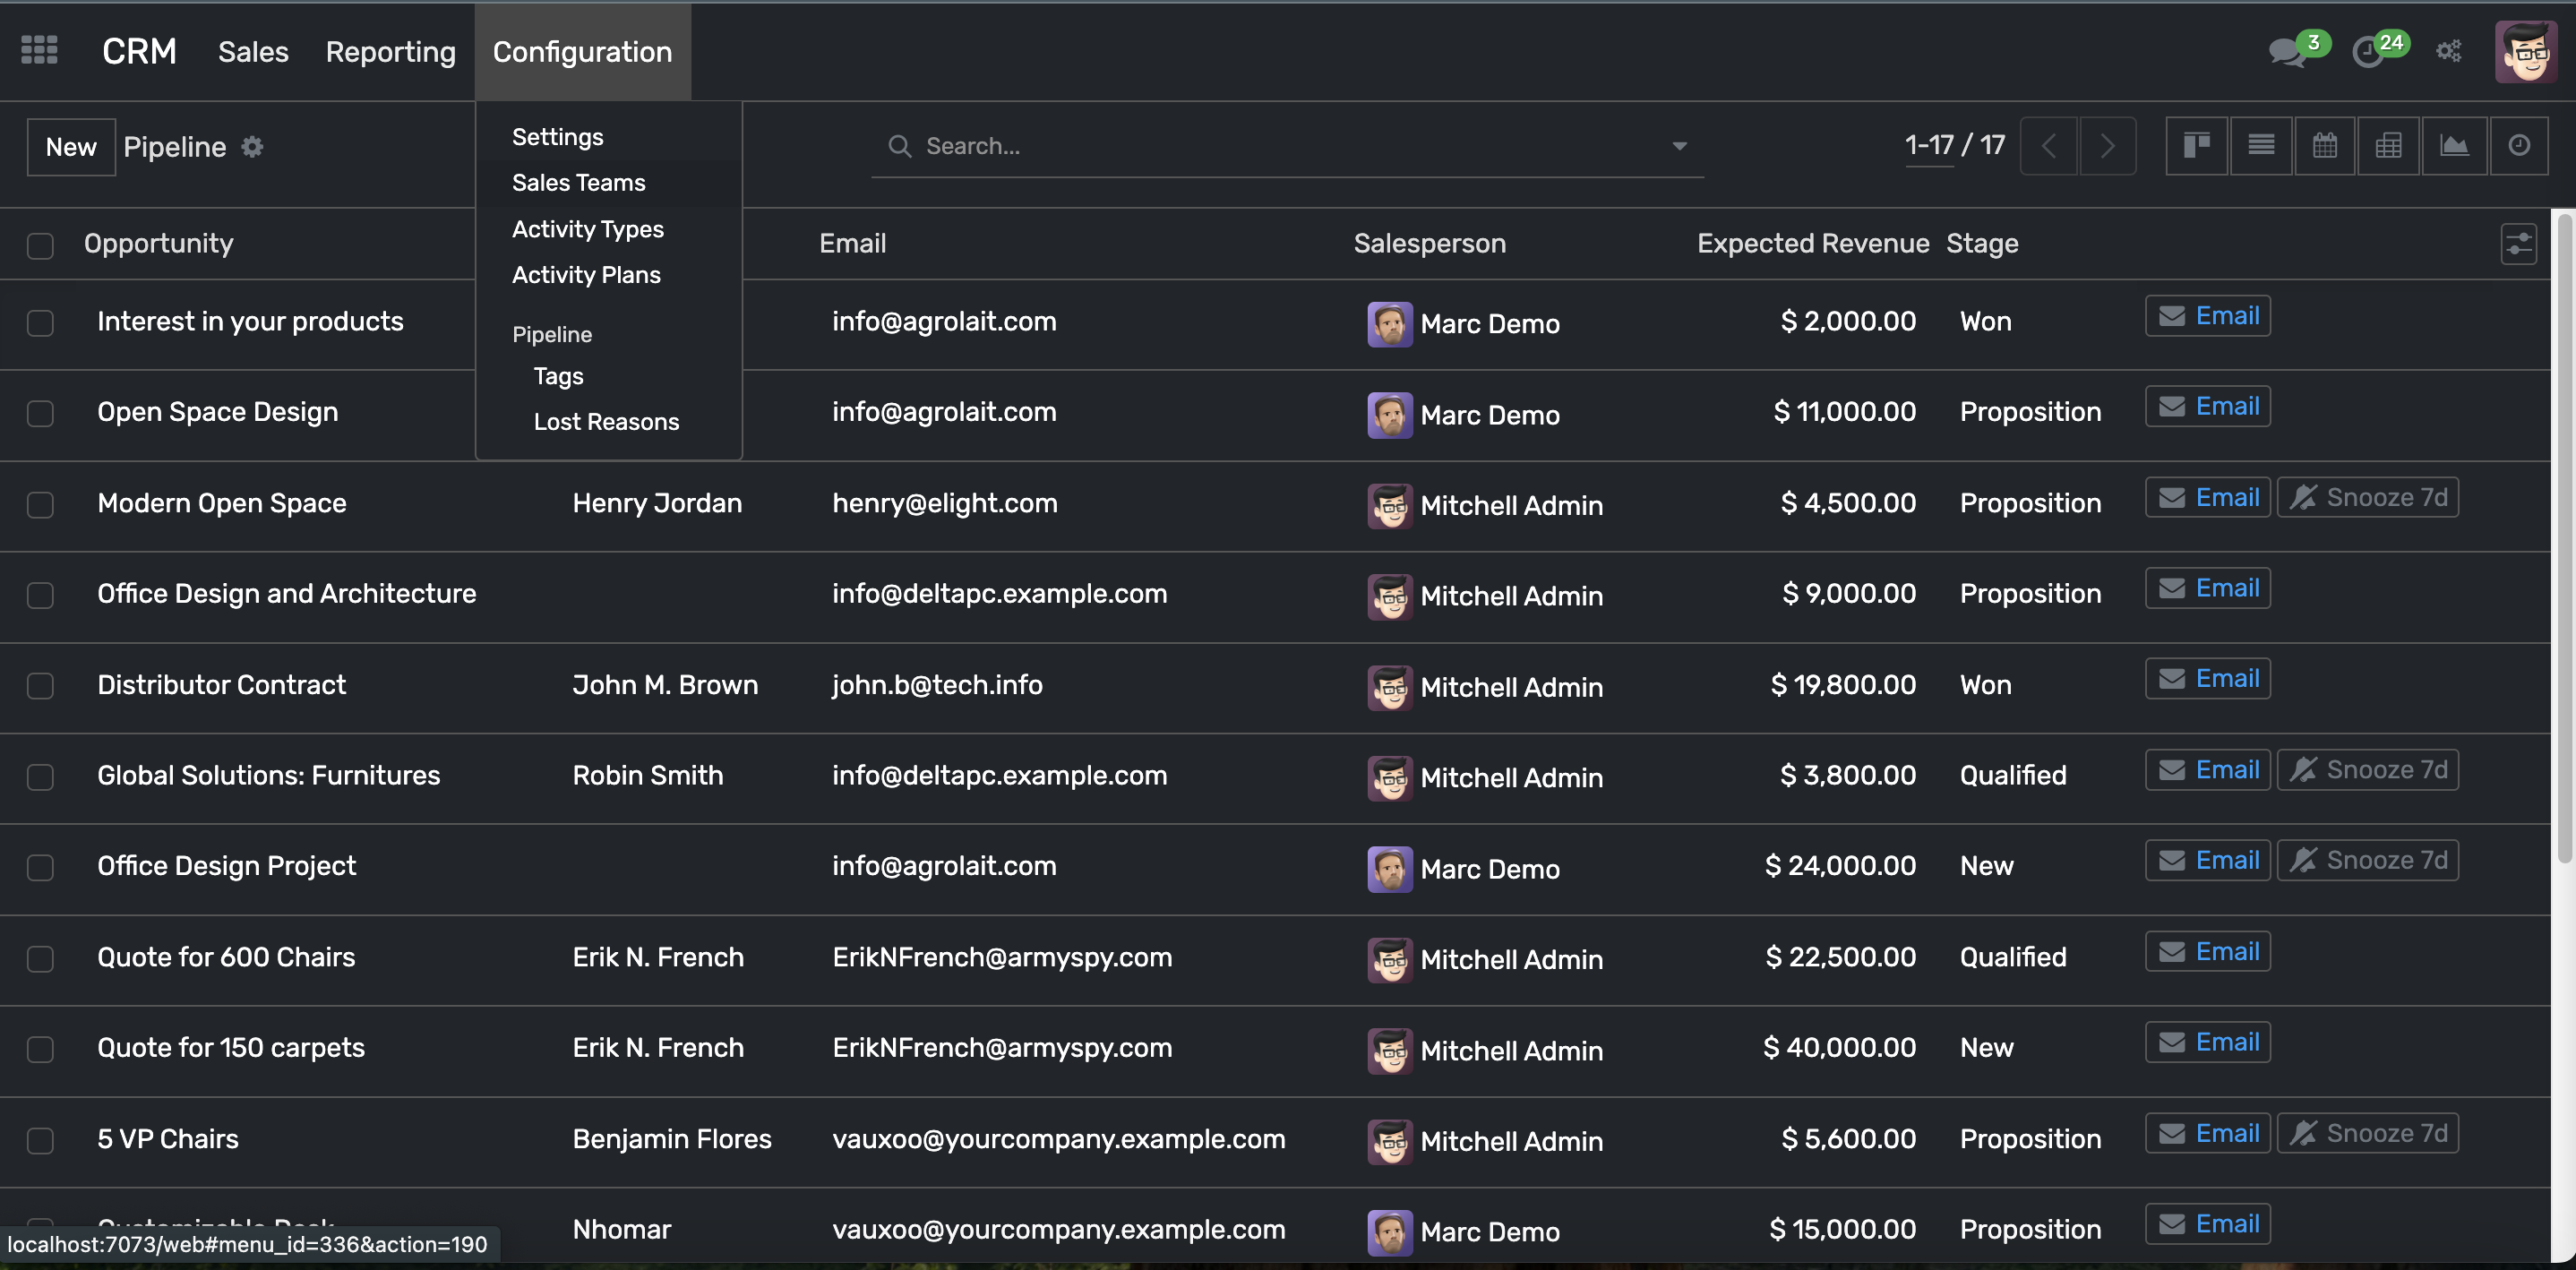 CRM Sales Reporting Configuration 3 24
New Pipeline Search... 1-17 / 17
Settings
Sales Teams
Activity Types
Activity Plans
Pipeline
Tags
Lost Reasons
Opportunity Email Salesperson Expected Revenue Stage
Interest in your products info@agrolait.com Marc Demo $ 2,000.00 Won Email
Open Space Design info@agrolait.com Marc Demo $ 11,000.00 Proposition Email
Modern Open Space Henry Jordan henry@elight.com Mitchell Admin $ 4,500.00 Proposition Email Snooze 7d
Office Design and Architecture info@deltapc.example.com Mitchell Admin $ 9,000.00 Proposition Email
Distributor Contract John M. Brown john.b@tech.info Mitchell Admin $ 19,800.00 Won Email
Global Solutions: Furnitures Robin Smith info@deltapc.example.com Mitchell Admin $ 3,800.00 Qualified Email Snooze 7d
Office Design Project info@agrolait.com Marc Demo $ 24,000.00 New Email Snooze 7d
Quote for 600 Chairs Erik N. French ErikNFrench@armyspy.com Mitchell Admin $ 22,500.00 Qualified Email
Quote for 150 carpets Erik N. French ErikNFrench@armyspy.com Mitchell Admin $ 40,000.00 New Email
5 VP Chairs Benjamin Flores vauxoo@yourcompany.example.com Mitchell Admin $ 5,600.00 Proposition Email Snooze 7d
Customizable Desk Nhomar vauxoo@yourcompany.example.com Marc Demo $ 15,000.00 Proposition Email
localhost:7073/web#menu_id=336&action=190